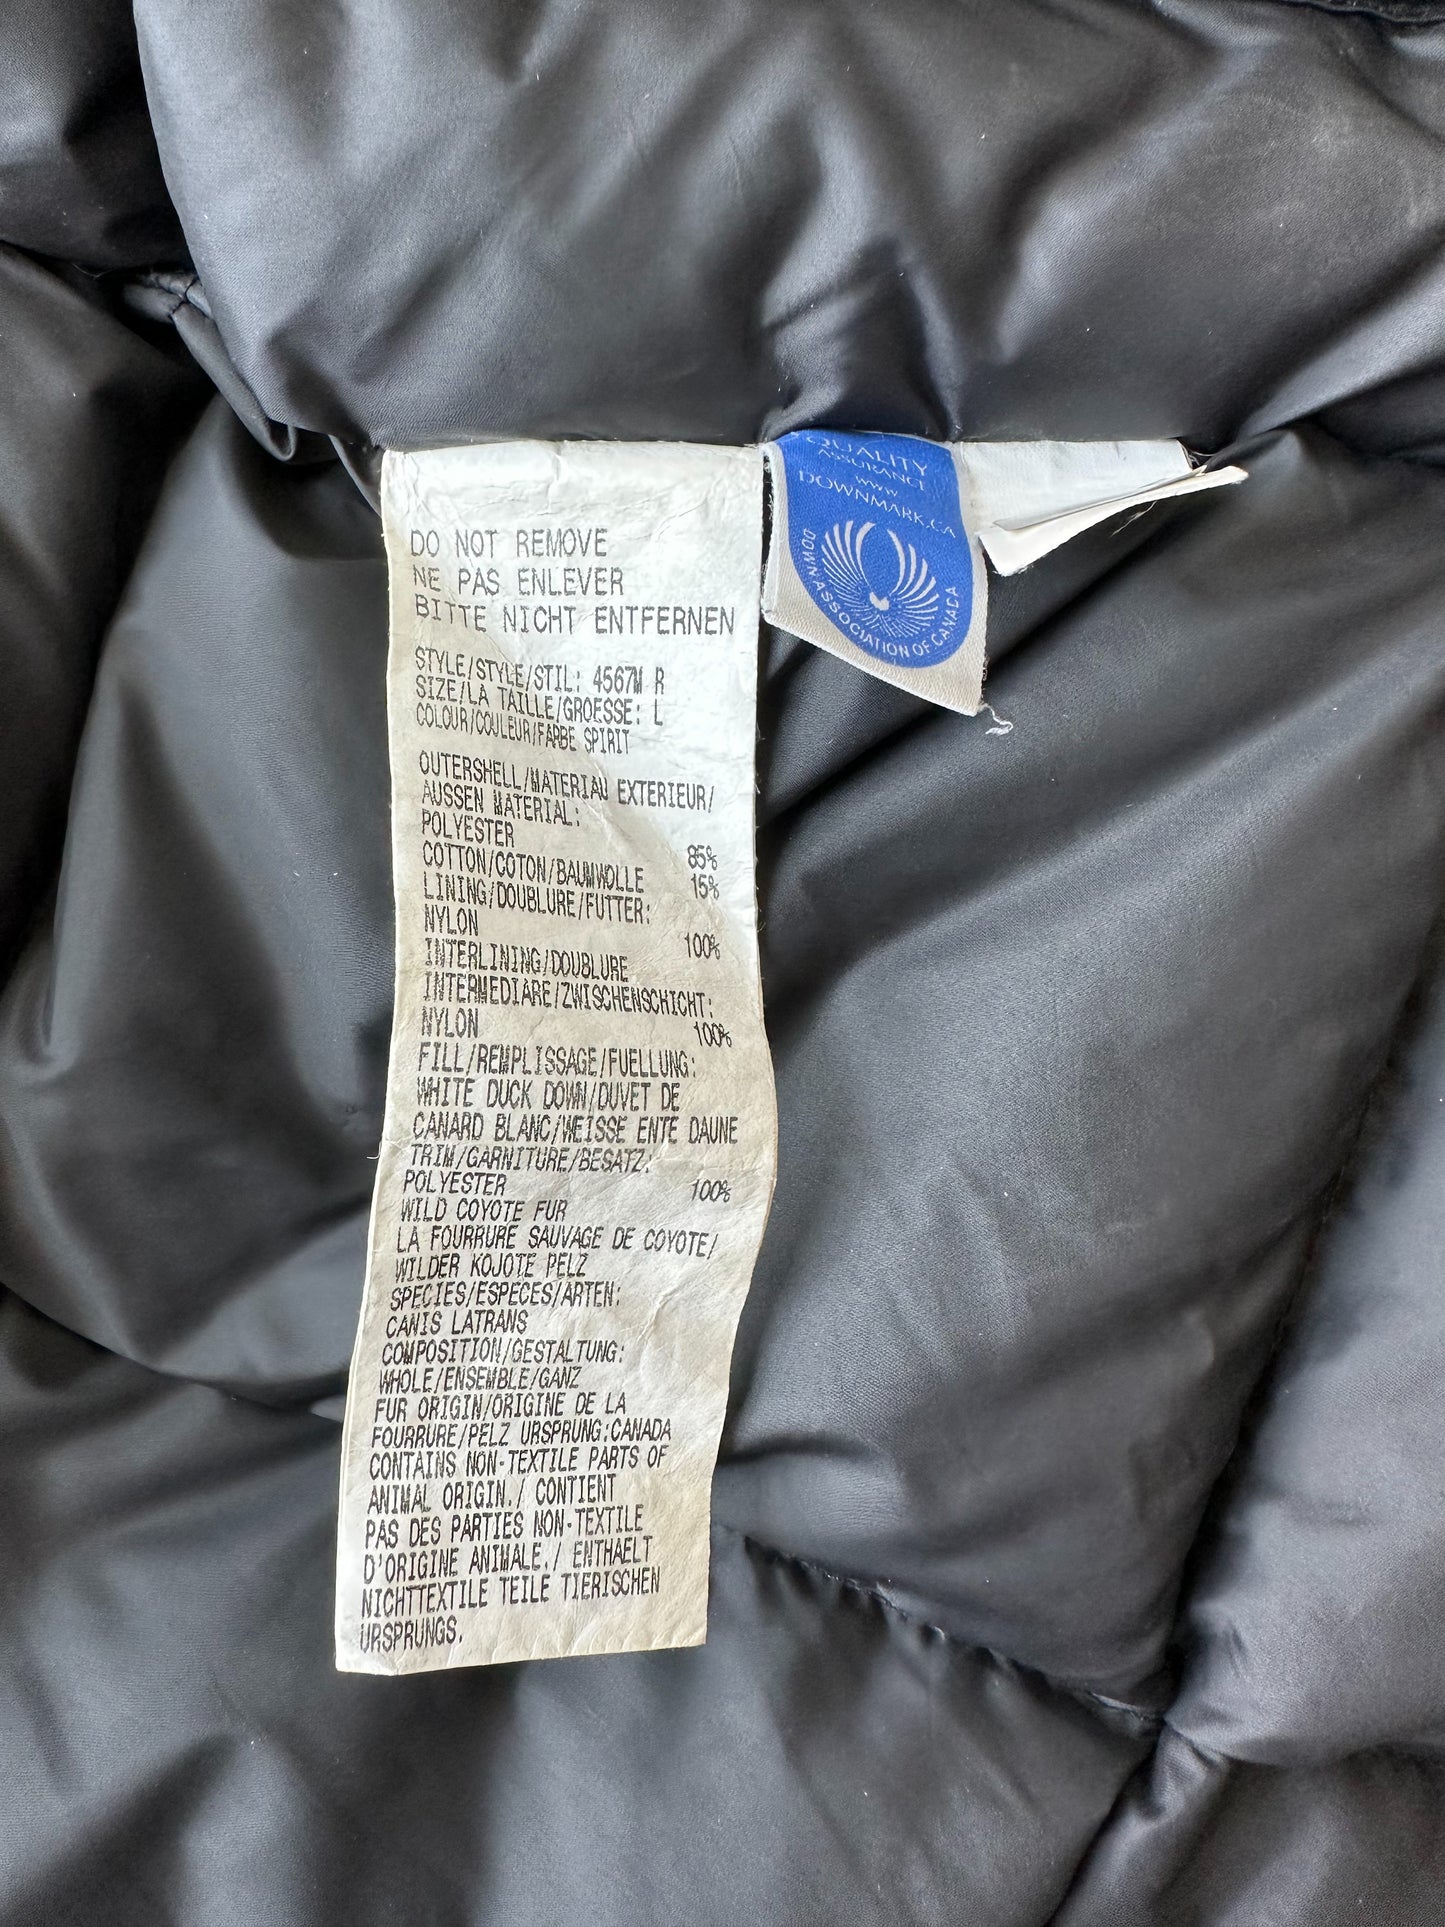 DO NOT REMOVE
NE PAS ENLEVER
BITTE NICHT ENTFERNEN
STYLE/STYLE/STIL: 4567M R
SIZE/LA TAILLE/GROESSE: L
COLOUR/COULEUR/FARBE SPIRIT
OUTERSHELL/MATERIAU EXTERIEUR/
AUSSEN MATERIAL:
POLYESTER 85%
COTTON/COTON/BAUMWOLLE 15%
LINING/DOUBLURE/FUTTER:
NYLON 100%
INTERLINING/DOUBLURE
INTERMEDIARE/ZWISCHENSCHICHT:
NYLON 100%
FILL/REMPLISSAGE/FUELLUNG:
WHITE DUCK DOWN/DUVET DE
CANARD BLANC/WEISSE ENTE DAUNE
TRIM/GARNITURE/BESATZ:
POLYESTER 100%
WILD COYOTE FUR
LA FOURRURE SAUVAGE DE COYOTE/
WILDER KOJOTE PELZ
SPECIES/ESPECES/ARTEN:
CANIS LATRANS
COMPOSITION/GESTALTUNG:
WHOLE/ENSEMBLE/GANZ
FUR ORIGIN/ORIGINE DE LA
FOURRURE/PELZ URSPRUNG:CANADA
CONTAINS NON-TEXTILE PARTS OF
ANIMAL ORIGIN./ CONTIENT
PAS DES PARTIES NON-TEXTILE
D'ORIGINE ANIMALE./ ENTHAELT
NICHTTEXTILE TEILE TIERISCHEN
URSPRUNGS.
QUALITY
ASSURANCE
www.
DOWNMARK.CA
DOWN ASSOCIATION OF CANADA